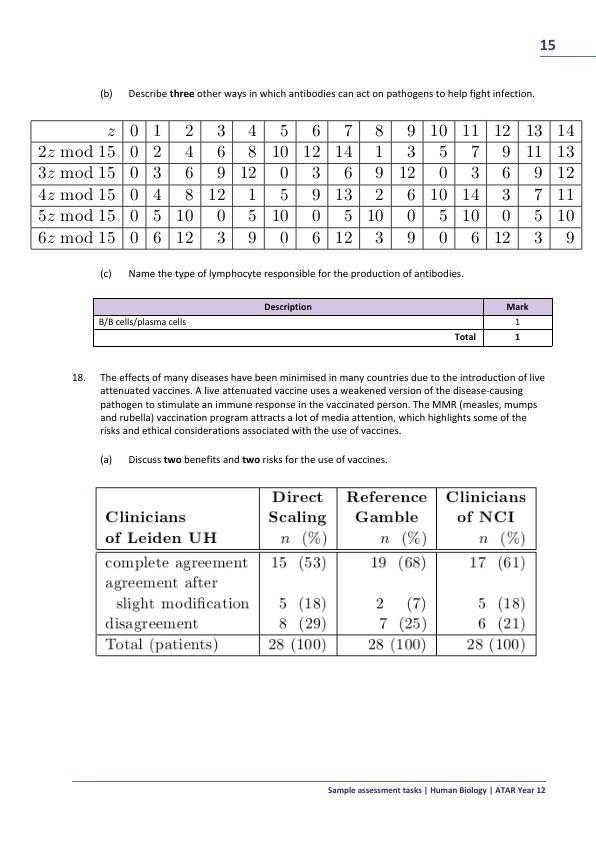 15
(b) Describe three other ways in which antibodies can act on pathogens to help fight infection.
z 0 1 2 3 4 5 6 7 8 9 10 11 12 13 14
2z mod 15 0 2 4 6 8 10 12 14 1 3 5 7 9 11 13
3z mod 15 0 3 6 9 12 0 3 6 9 12 0 3 6 9 12
4z mod 15 0 4 8 12 1 5 9 13 2 6 10 14 3 7 11
5z mod 15 0 5 10 0 5 10 0 5 10 0 5 10 0 5 10
6z mod 15 0 6 12 3 9 0 6 12 3 9 0 6 12 3 9
(c) Name the type of lymphocyte responsible for the production of antibodies.
Description Mark
B/B cells/plasma cells 1
Total 1
18. The effects of many diseases have been minimised in many countries due to the introduction of live
attenuated vaccines. A live attenuated vaccine uses a weakened version of the disease-causing
pathogen to stimulate an immune response in the vaccinated person. The MMR (measles, mumps
and rubella) vaccination program attracts a lot of media attention, which highlights some of the
risks and ethical considerations associated with the use of vaccines.
(a) Discuss two benefits and two risks for the use of vaccines.
Direct Reference Clinicians
Clinicians Scaling Gamble of NCI
of Leiden UH n (%) n (%) n (%)
complete agreement 15 (53) 19 (68) 17 (61)
agreement after
slight modification 5 (18) 2 (7) 5 (18)
disagreement 8 (29) 7 (25) 6 (21)
Total (patients) 28 (100) 28 (100) 28 (100)
Sample assessment tasks | Human Biology | ATAR Year 12